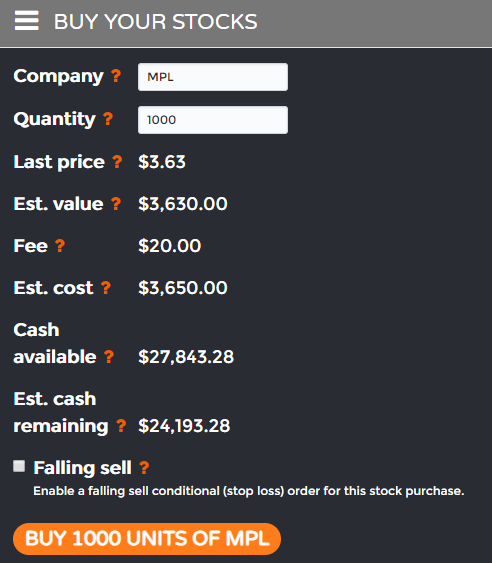 BUY YOUR STOCKS
Company ? MPL
Quantity ? 1000
Last price ? $3.63
Est. value ? $3,630.00
Fee ? $20.00
Est. cost ? $3,650.00
Cash
available ? $27,843.28
Est. cash
remaining ? $24,193.28
Falling sell ?
Enable a falling sell conditional (stop loss) order for this stock purchase.
BUY 1000 UNITS OF MPL